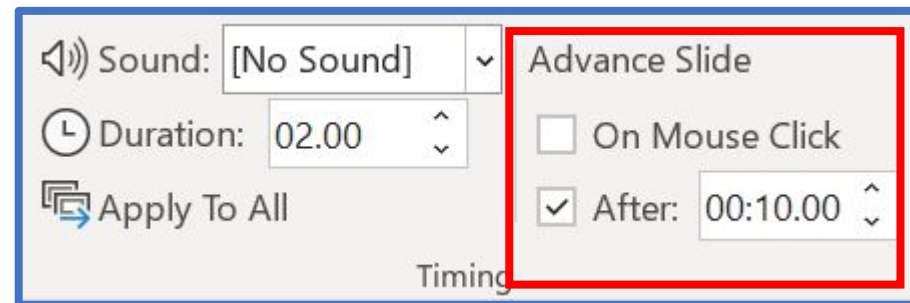 Sound: [No Sound]
Duration: 02.00
Apply To All
Advance Slide
On Mouse Click
After: 00:10.00
Timing